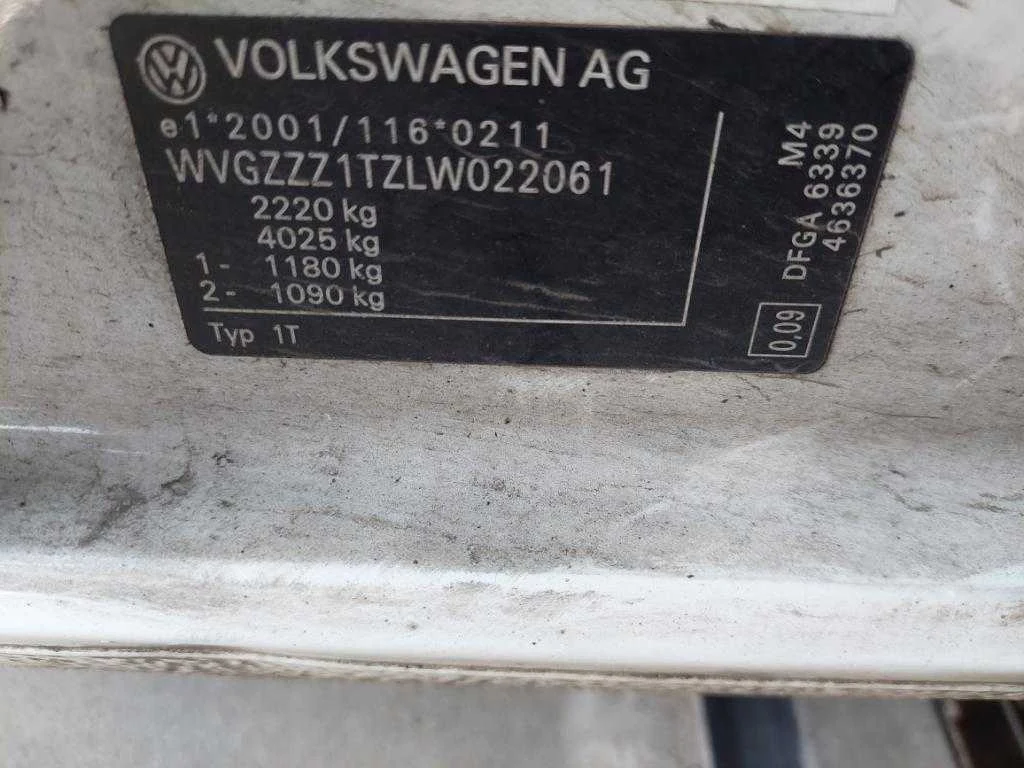 VOLKSWAGEN AG
e1*2001/116*0211
WVGZZZ1TZLW022061
2220 kg
4025 kg
1- 1180 kg
2- 1090 kg
Typ 1T
M4
DFGA 6339
4636370
0,09